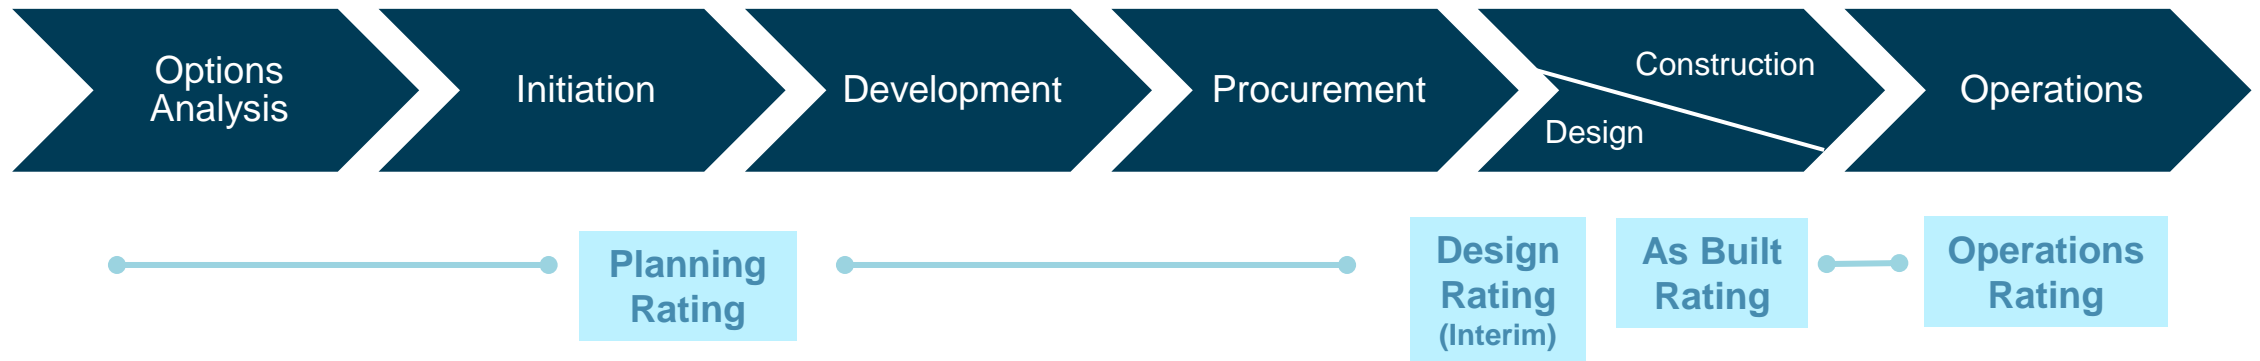 Options
Analysis
Initiation
Development
Procurement
Construction
Design
Operations
Planning
Rating
Design
Rating
(Interim)
As Built
Rating
Operations
Rating